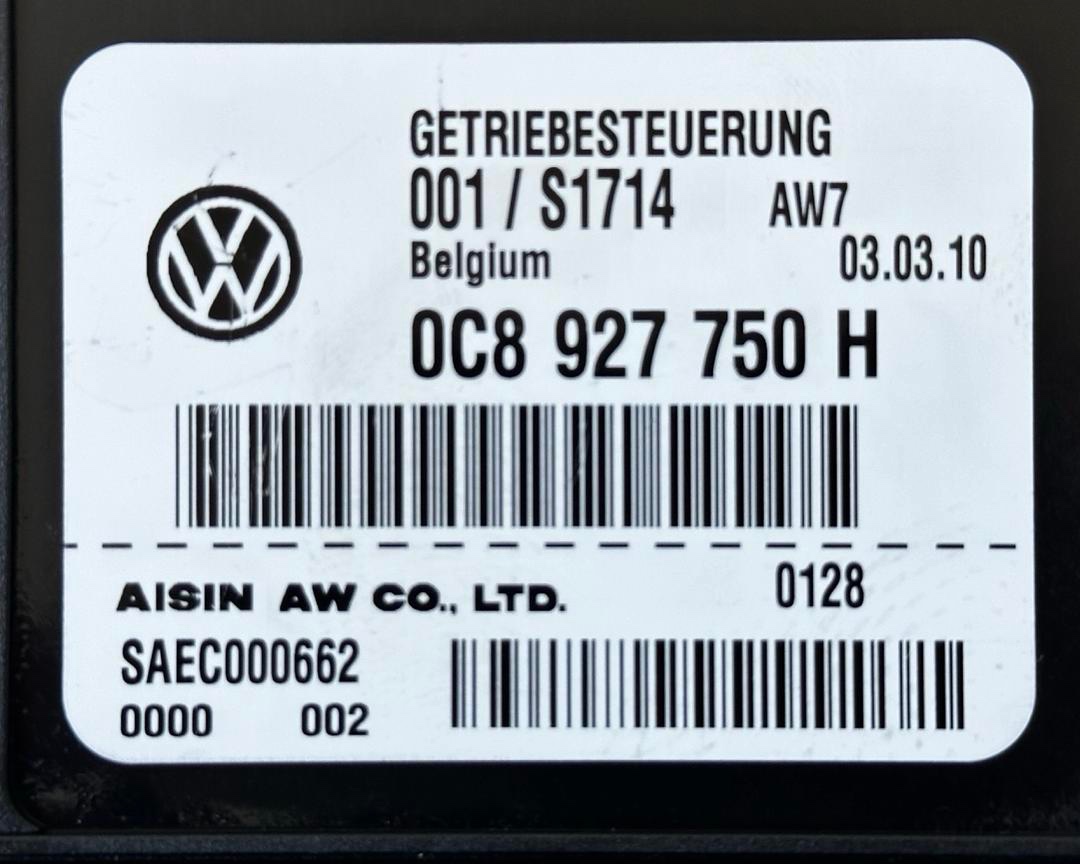 GETRIEBESTEUERUNG
001 / S1714 AW7
Belgium 03.03.10
0C8 927 750 H
AISIN AW CO., LTD. 0128
SAEC000662
0000 002